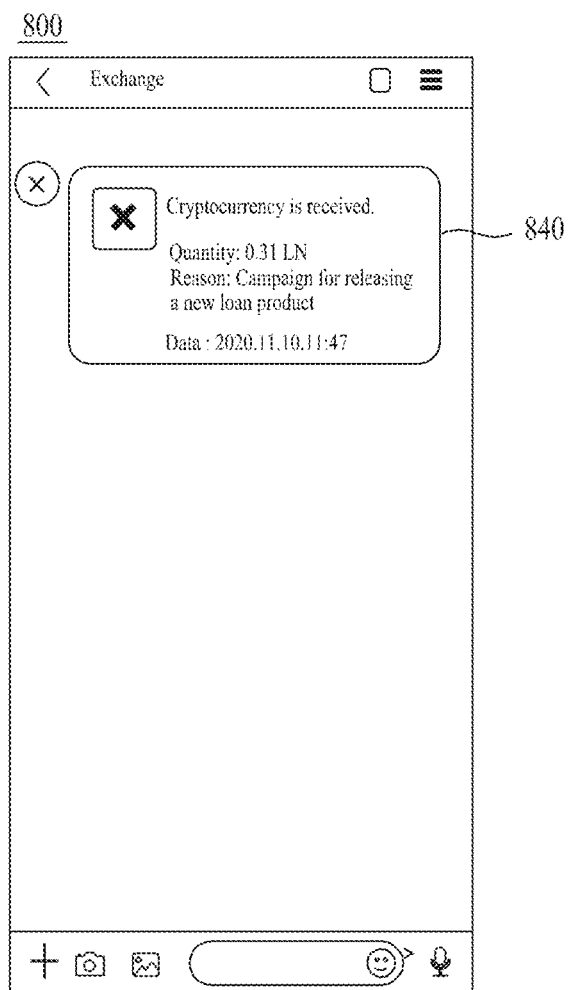 800
Exchange
Cryptocurrency is received.
840
Quantity: 0.31 LN
Reason: Campaign for releasing
a new loan product
Data : 2020.11.10.11:47